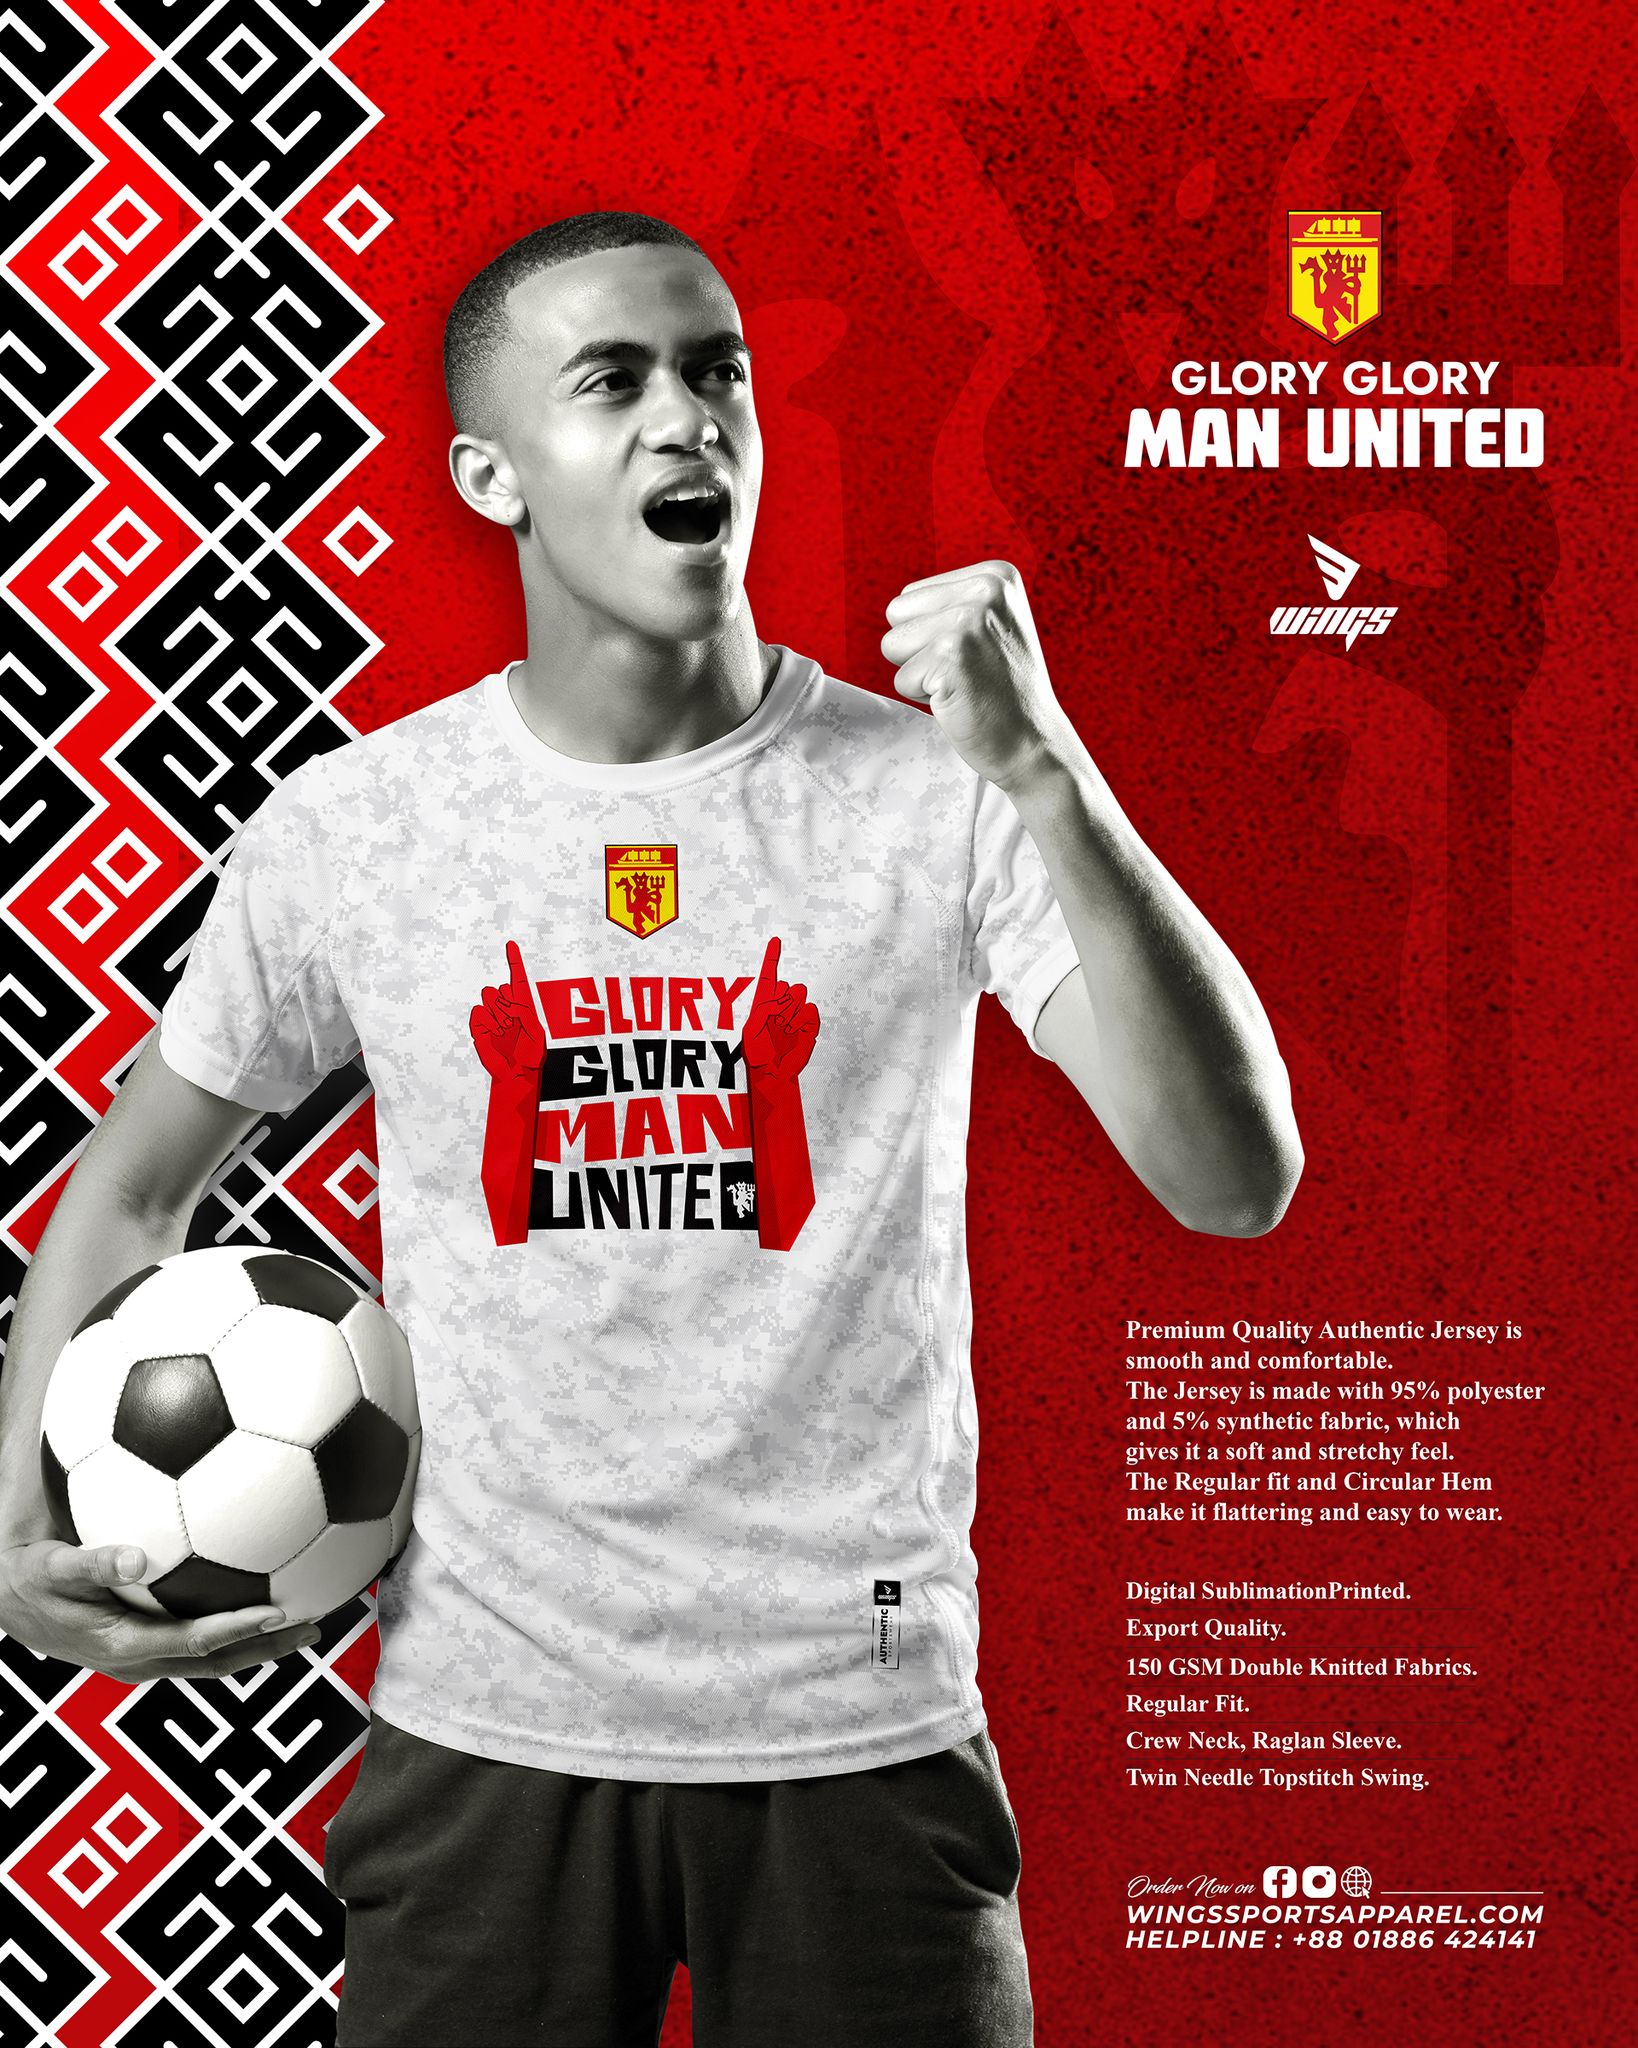 GLORY GLORY
MAN UNITED
WINGS
GLORY
GLORY
MAN
UNITED
Premium Quality Authentic Jersey is
smooth and comfortable.
The Jersey is made with 95% polyester
and 5% synthetic fabric, which
gives it a soft and stretchy feel.
The Regular fit and Circular Hem
make it flattering and easy to wear.
WINGS
AUTHENTIC
SPORTSWEAR
Digital SublimationPrinted.
Export Quality.
150 GSM Double Knitted Fabrics.
Regular Fit.
Crew Neck, Raglan Sleeve.
Twin Needle Topstitch Swing.
Order Now on
WINGSSPORTSAPPAREL.COM
HELPLINE : +88 01886 424141